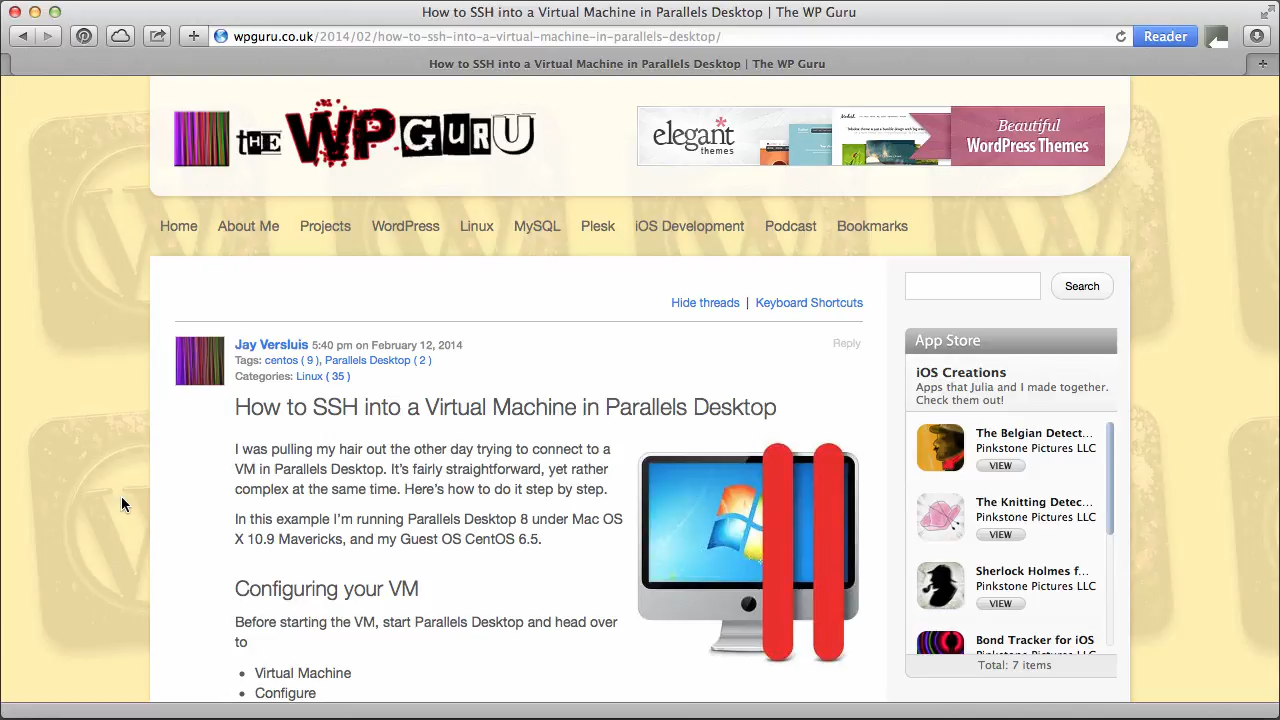 How to SSH into a Virtual Machine in Parallels Desktop | The WP Guru
wpguru.co.uk/2014/02/how-to-ssh-into-a-virtual-machine-in-parallels-desktop/
Reader
How to SSH into a Virtual Machine in Parallels Desktop | The WP Guru
THE WP GURU
elegant themes
Beautiful
WordPress Themes
Home About Me Projects WordPress Linux MySQL Plesk iOS Development Podcast Bookmarks
Search
Hide threads | Keyboard Shortcuts
Jay Versluis 5:40 pm on February 12, 2014
Reply
Tags: centos ( 9 ), Parallels Desktop ( 2 )
Categories: Linux ( 35 )
How to SSH into a Virtual Machine in Parallels Desktop
I was pulling my hair out the other day trying to connect to a
VM in Parallels Desktop. It's fairly straightforward, yet rather
complex at the same time. Here's how to do it step by step.
In this example I'm running Parallels Desktop 8 under Mac OS
X 10.9 Mavericks, and my Guest OS CentOS 6.5.
Configuring your VM
Before starting the VM, start Parallels Desktop and head over
to
• Virtual Machine
• Configure
App Store
iOS Creations
Apps that Julia and I made together.
Check them out!
The Belgian Detect...
Pinkstone Pictures LLC
VIEW
The Knitting Detec...
Pinkstone Pictures LLC
VIEW
Sherlock Holmes f...
Pinkstone Pictures LLC
VIEW
Bond Tracker for iOS
Total: 7 items